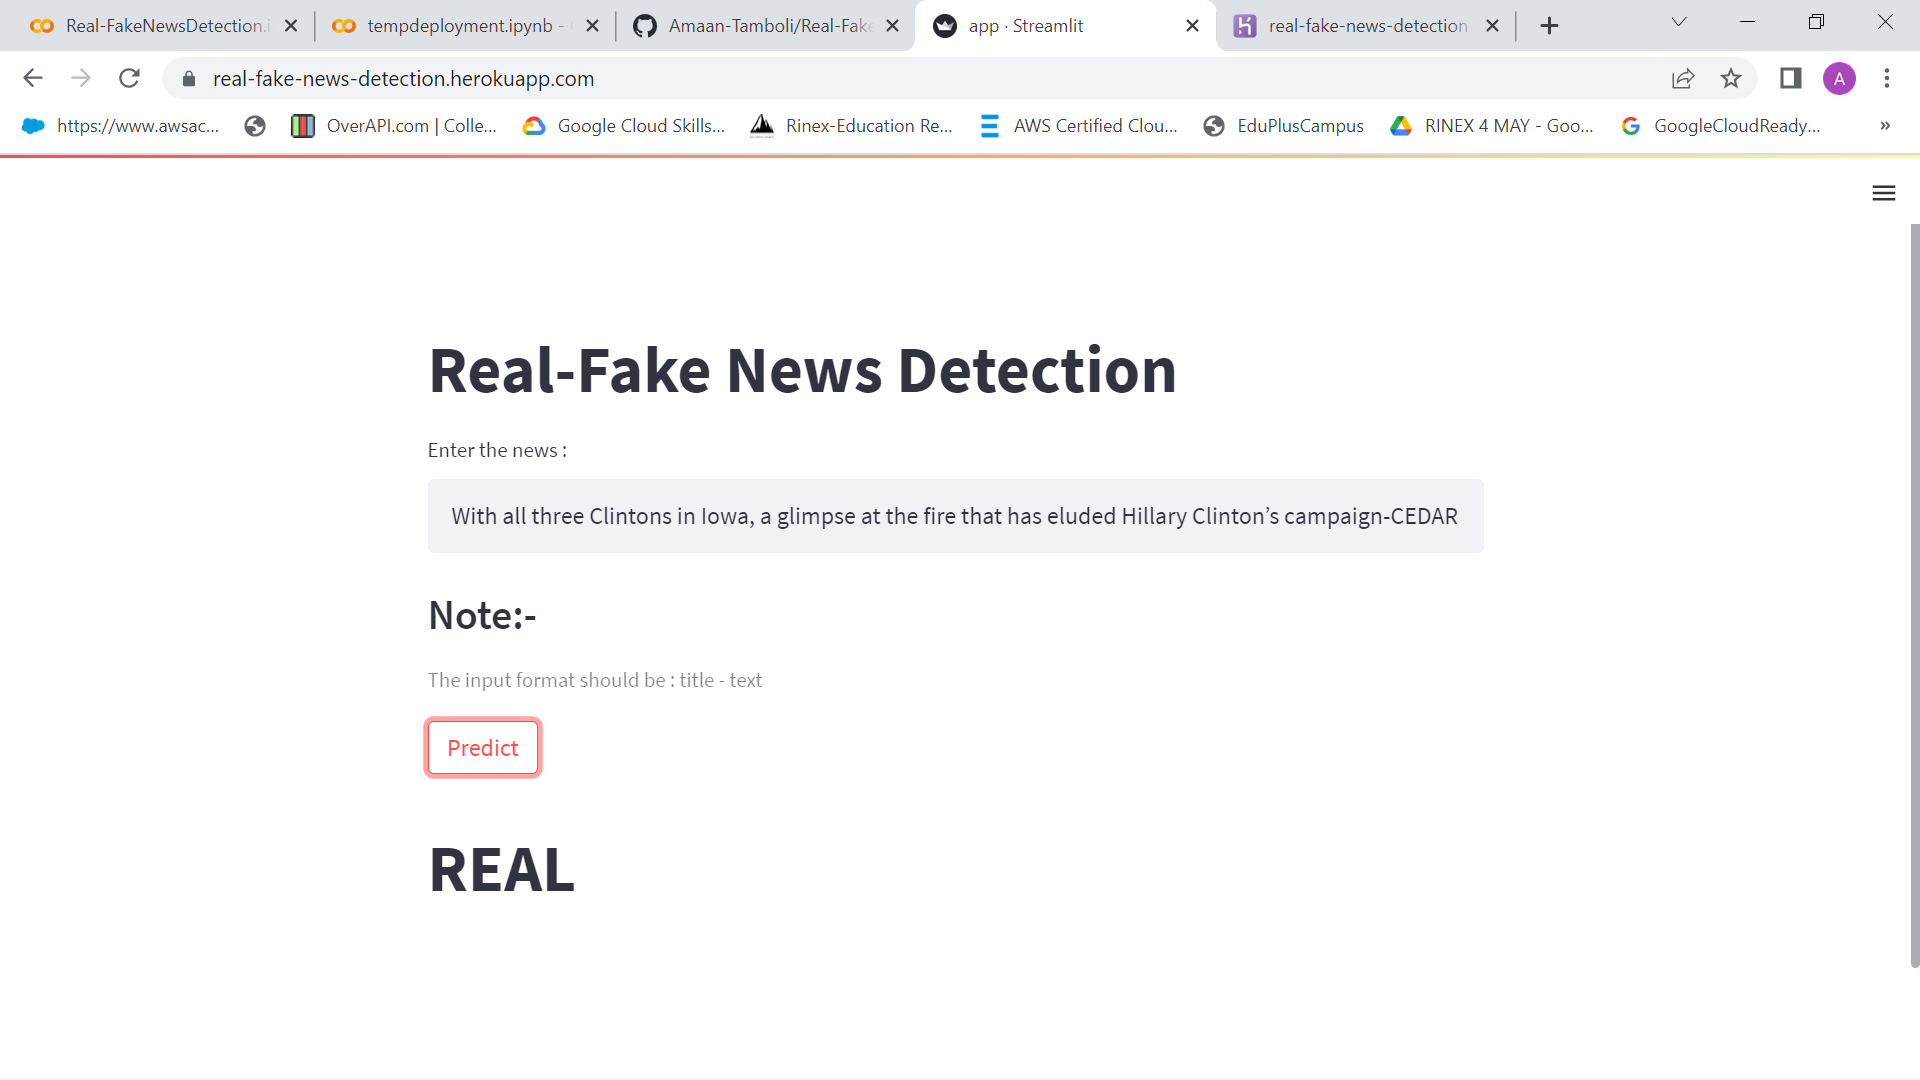 Real-FakeNewsDetection.i
tempdeployment.ipynb -
Amaan-Tamboli/Real-Fake
app · Streamlit
real-fake-news-detection
real-fake-news-detection.herokuapp.com
A
https://www.awsac...
OverAPI.com | Colle...
Google Cloud Skills...
Rinex-Education Re...
AWS Certified Clou...
EduPlusCampus
RINEX 4 MAY - Goo...
GoogleCloudReady...
»
Real-Fake News Detection
Enter the news :
With all three Clintons in Iowa, a glimpse at the fire that has eluded Hillary Clinton’s campaign-CEDAR
Note:-
The input format should be : title - text
Predict
REAL